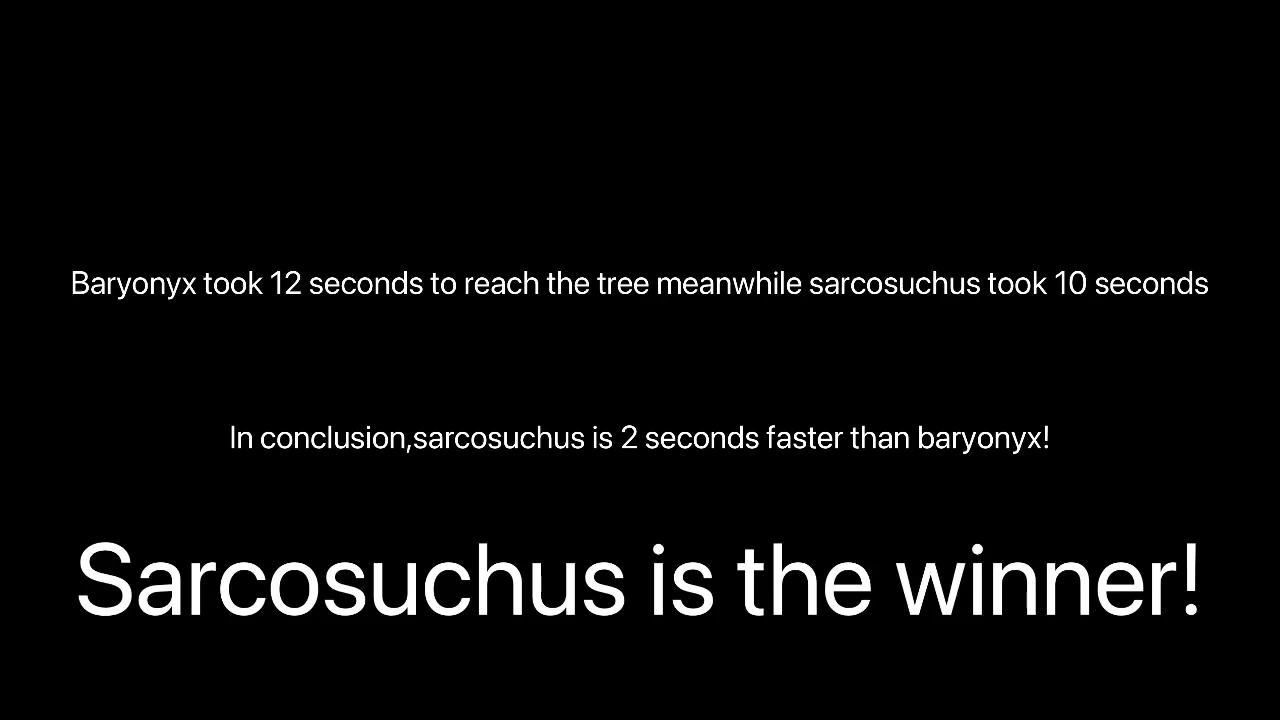 Baryonyx took 12 seconds to reach the tree meanwhile sarcosuchus took 10 seconds
In conclusion,sarcosuchus is 2 seconds faster than baryonyx!
Sarcosuchus is the winner!